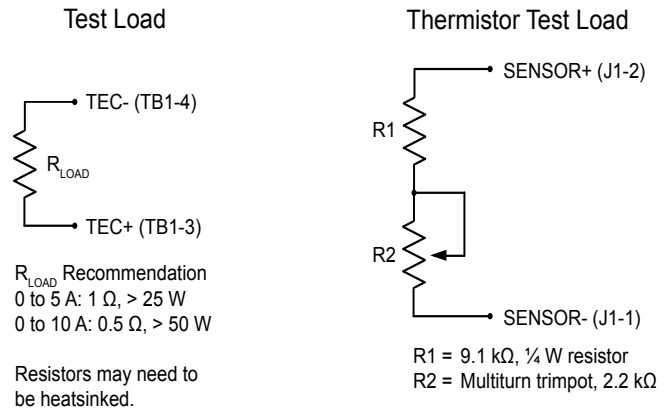 Test Load
TEC- (TB1-4)
R_LOAD
TEC+ (TB1-3)
R_LOAD Recommendation
0 to 5 A: 1 Ω, > 25 W
0 to 10 A: 0.5 Ω, > 50 W
Resistors may need to
be heatsinked.
Thermistor Test Load
SENSOR+ (J1-2)
R1
R2
SENSOR- (J1-1)
R1 = 9.1 kΩ, ¼ W resistor
R2 = Multiturn trimpot, 2.2 kΩ